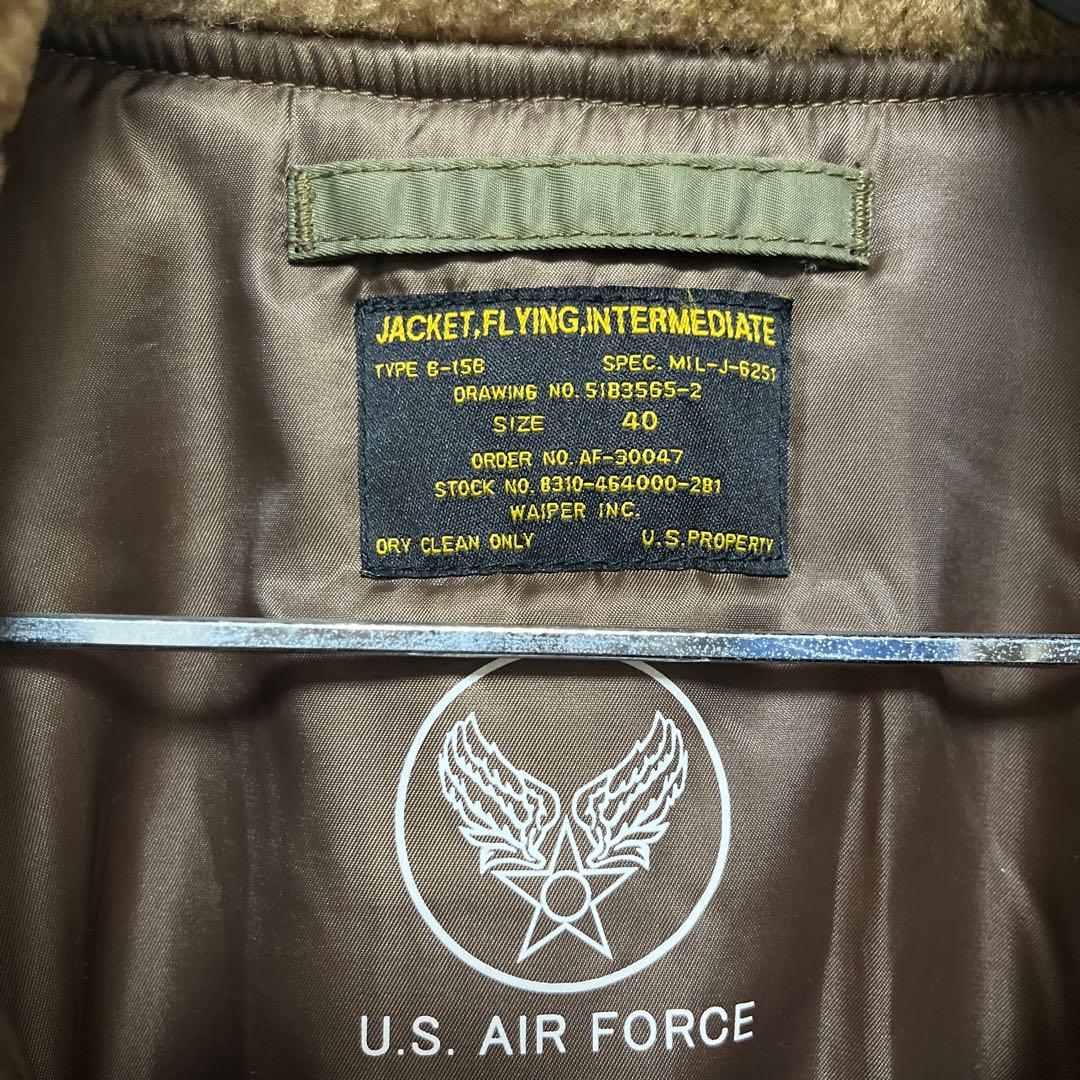 JACKET,FLYING,INTERMEDIATE
TYPE B-15B SPEC. MIL-J-6251
DRAWING NO. 51B3565-2
SIZE 40
ORDER NO. AF-30047
STOCK NO. 8310-464000-281
WAIPER INC.
DRY CLEAN ONLY U.S.PROPERTY
U.S. AIR FORCE